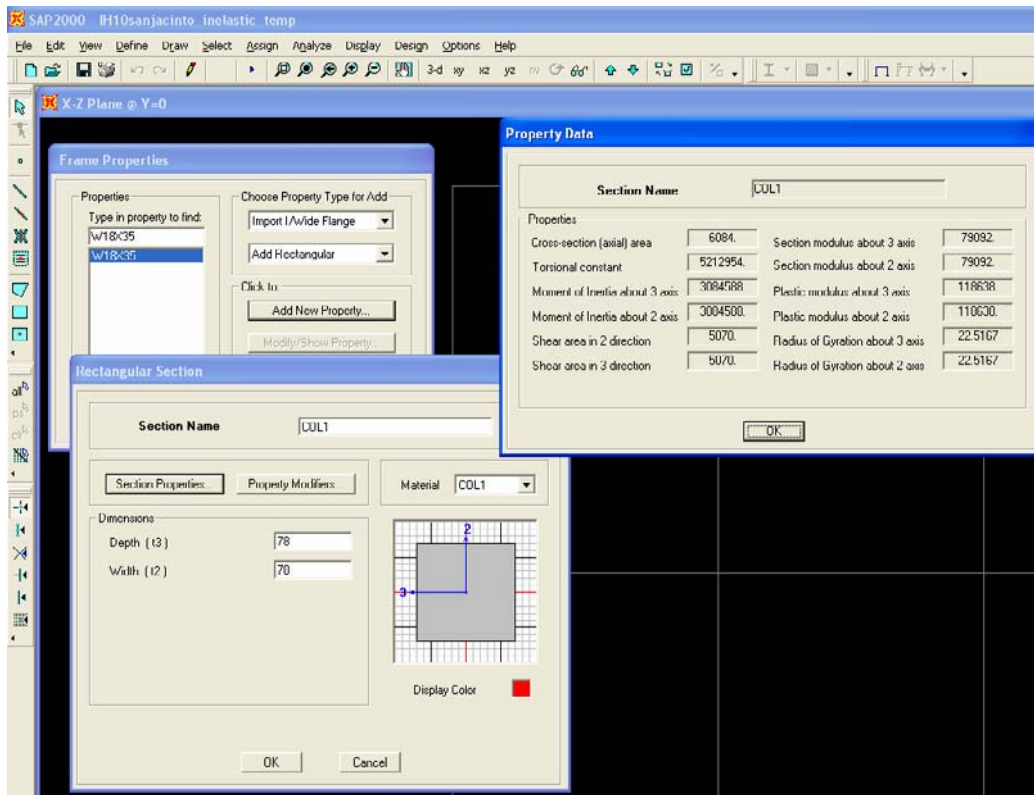 SAP2000 IH10sanjacinto_inelastic_temp
File Edit View Define Draw Select Assign Analyze Display Design Options Help
3-d xy xz yz nv
X-Z Plane @ Y=0
Frame Properties
Properties
Type in property to find:
W18X35
W18X35
Choose Property Type for Add
Import I/Wide Flange
Add Rectangular
Click to:
Add New Property...
Modify/Show Property...
Property Data
Section Name COL1
Properties
Cross-section (axial) area 6084. Section modulus about 3 axis 79092.
Torsional constant 5212954. Section modulus about 2 axis 79092.
Moment of Inertia about 3 axis 3084588. Plastic modulus about 3 axis 118638.
Moment of Inertia about 2 axis 3084588. Plastic modulus about 2 axis 118638.
Shear area in 2 direction 5070. Radius of Gyration about 3 axis 22.5167
Shear area in 3 direction 5070. Radius of Gyration about 2 axis 22.5167
OK
Rectangular Section
Section Name COL1
Section Properties... Property Modifiers...
Material COL1
Dimensions
Depth (t3) 78
Width (t2) 78
2
3
Display Color
OK Cancel
all